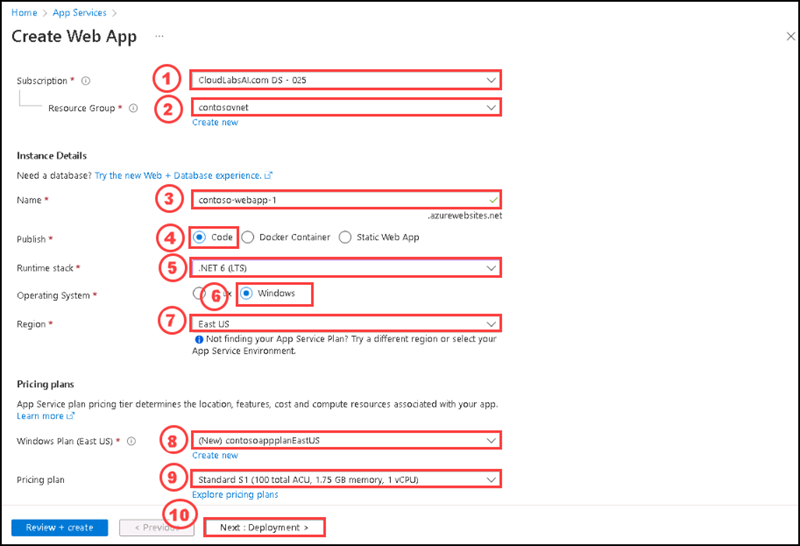 Home > App Services >
Create Web App ...
Subscription * 1 CloudLabsAI.com DS - 025
Resource Group * 2 contosovnet
Create new
Instance Details
Need a database? Try the new Web + Database experience.
Name * 3 contoso-webapp-1
.azurewebsites.net
Publish * 4 Code Docker Container Static Web App
Runtime stack * 5 .NET 6 (LTS)
Operating System * 6 Windows
Region * 7 East US
Not finding your App Service Plan? Try a different region or select your
App Service Environment.
Pricing plans
App Service plan pricing tier determines the location, features, cost and compute resources associated with your app.
Learn more
Windows Plan (East US) * 8 (New) contosoappplanEastUS
Create new
Pricing plan 9 Standard S1 (100 total ACU, 1.75 GB memory, 1 vCPU)
Explore pricing plans
10
Review + create < Previous Next : Deployment >